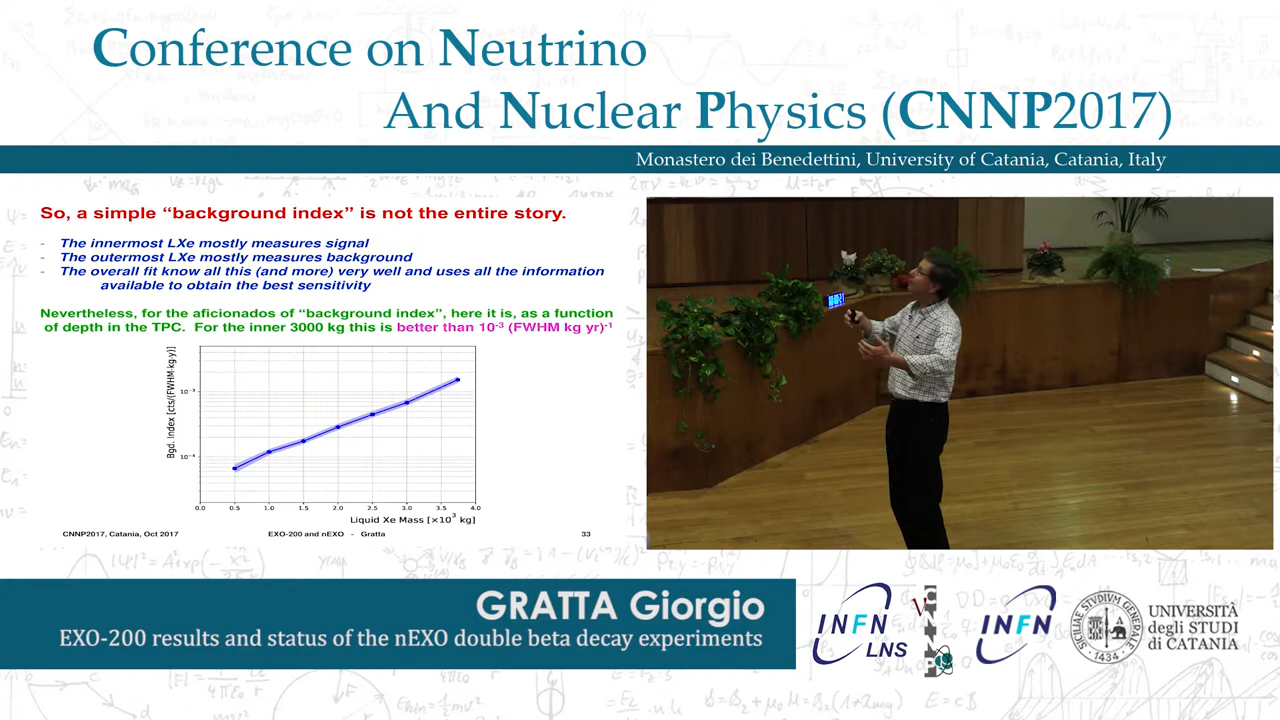 Conference on Neutrino
And Nuclear Physics (CNNP2017)
Monastero dei Benedettini, University of Catania, Catania, Italy
So, a simple “background index” is not the entire story.
- The innermost LXe mostly measures signal
- The outermost LXe mostly measures background
- The overall fit know all this (and more) very well and uses all the information
available to obtain the best sensitivity
Nevertheless, for the aficionados of “background index”, here it is, as a function
of depth in the TPC. For the inner 3000 kg this is better than 10⁻³ (FWHM kg yr)⁻¹
Bgd. Index [cts/(FWHM·kg·y)]
10⁻³
10⁻⁴
0.0 0.5 1.0 1.5 2.0 2.5 3.0 3.5 4.0
Liquid Xe Mass [×10³ kg]
CNNP2017, Catania, Oct 2017 EXO-200 and nEXO - Gratta 33
GRATTA Giorgio
EXO-200 results and status of the nEXO double beta decay experiments
INFN
LNS
CNNP
INFN
SICILIAE STUDIUM GENERALE
1434
UNIVERSITÀ
degli STUDI
di CATANIA